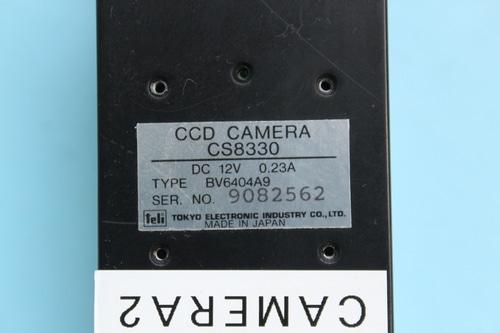 CCD CAMERA
CS8330
DC 12V 0.23A
TYPE BV6404A9
SER. NO. 9082562
teli TOKYO ELECTRONIC INDUSTRY CO., LTD.
MADE IN JAPAN
CAMERA2